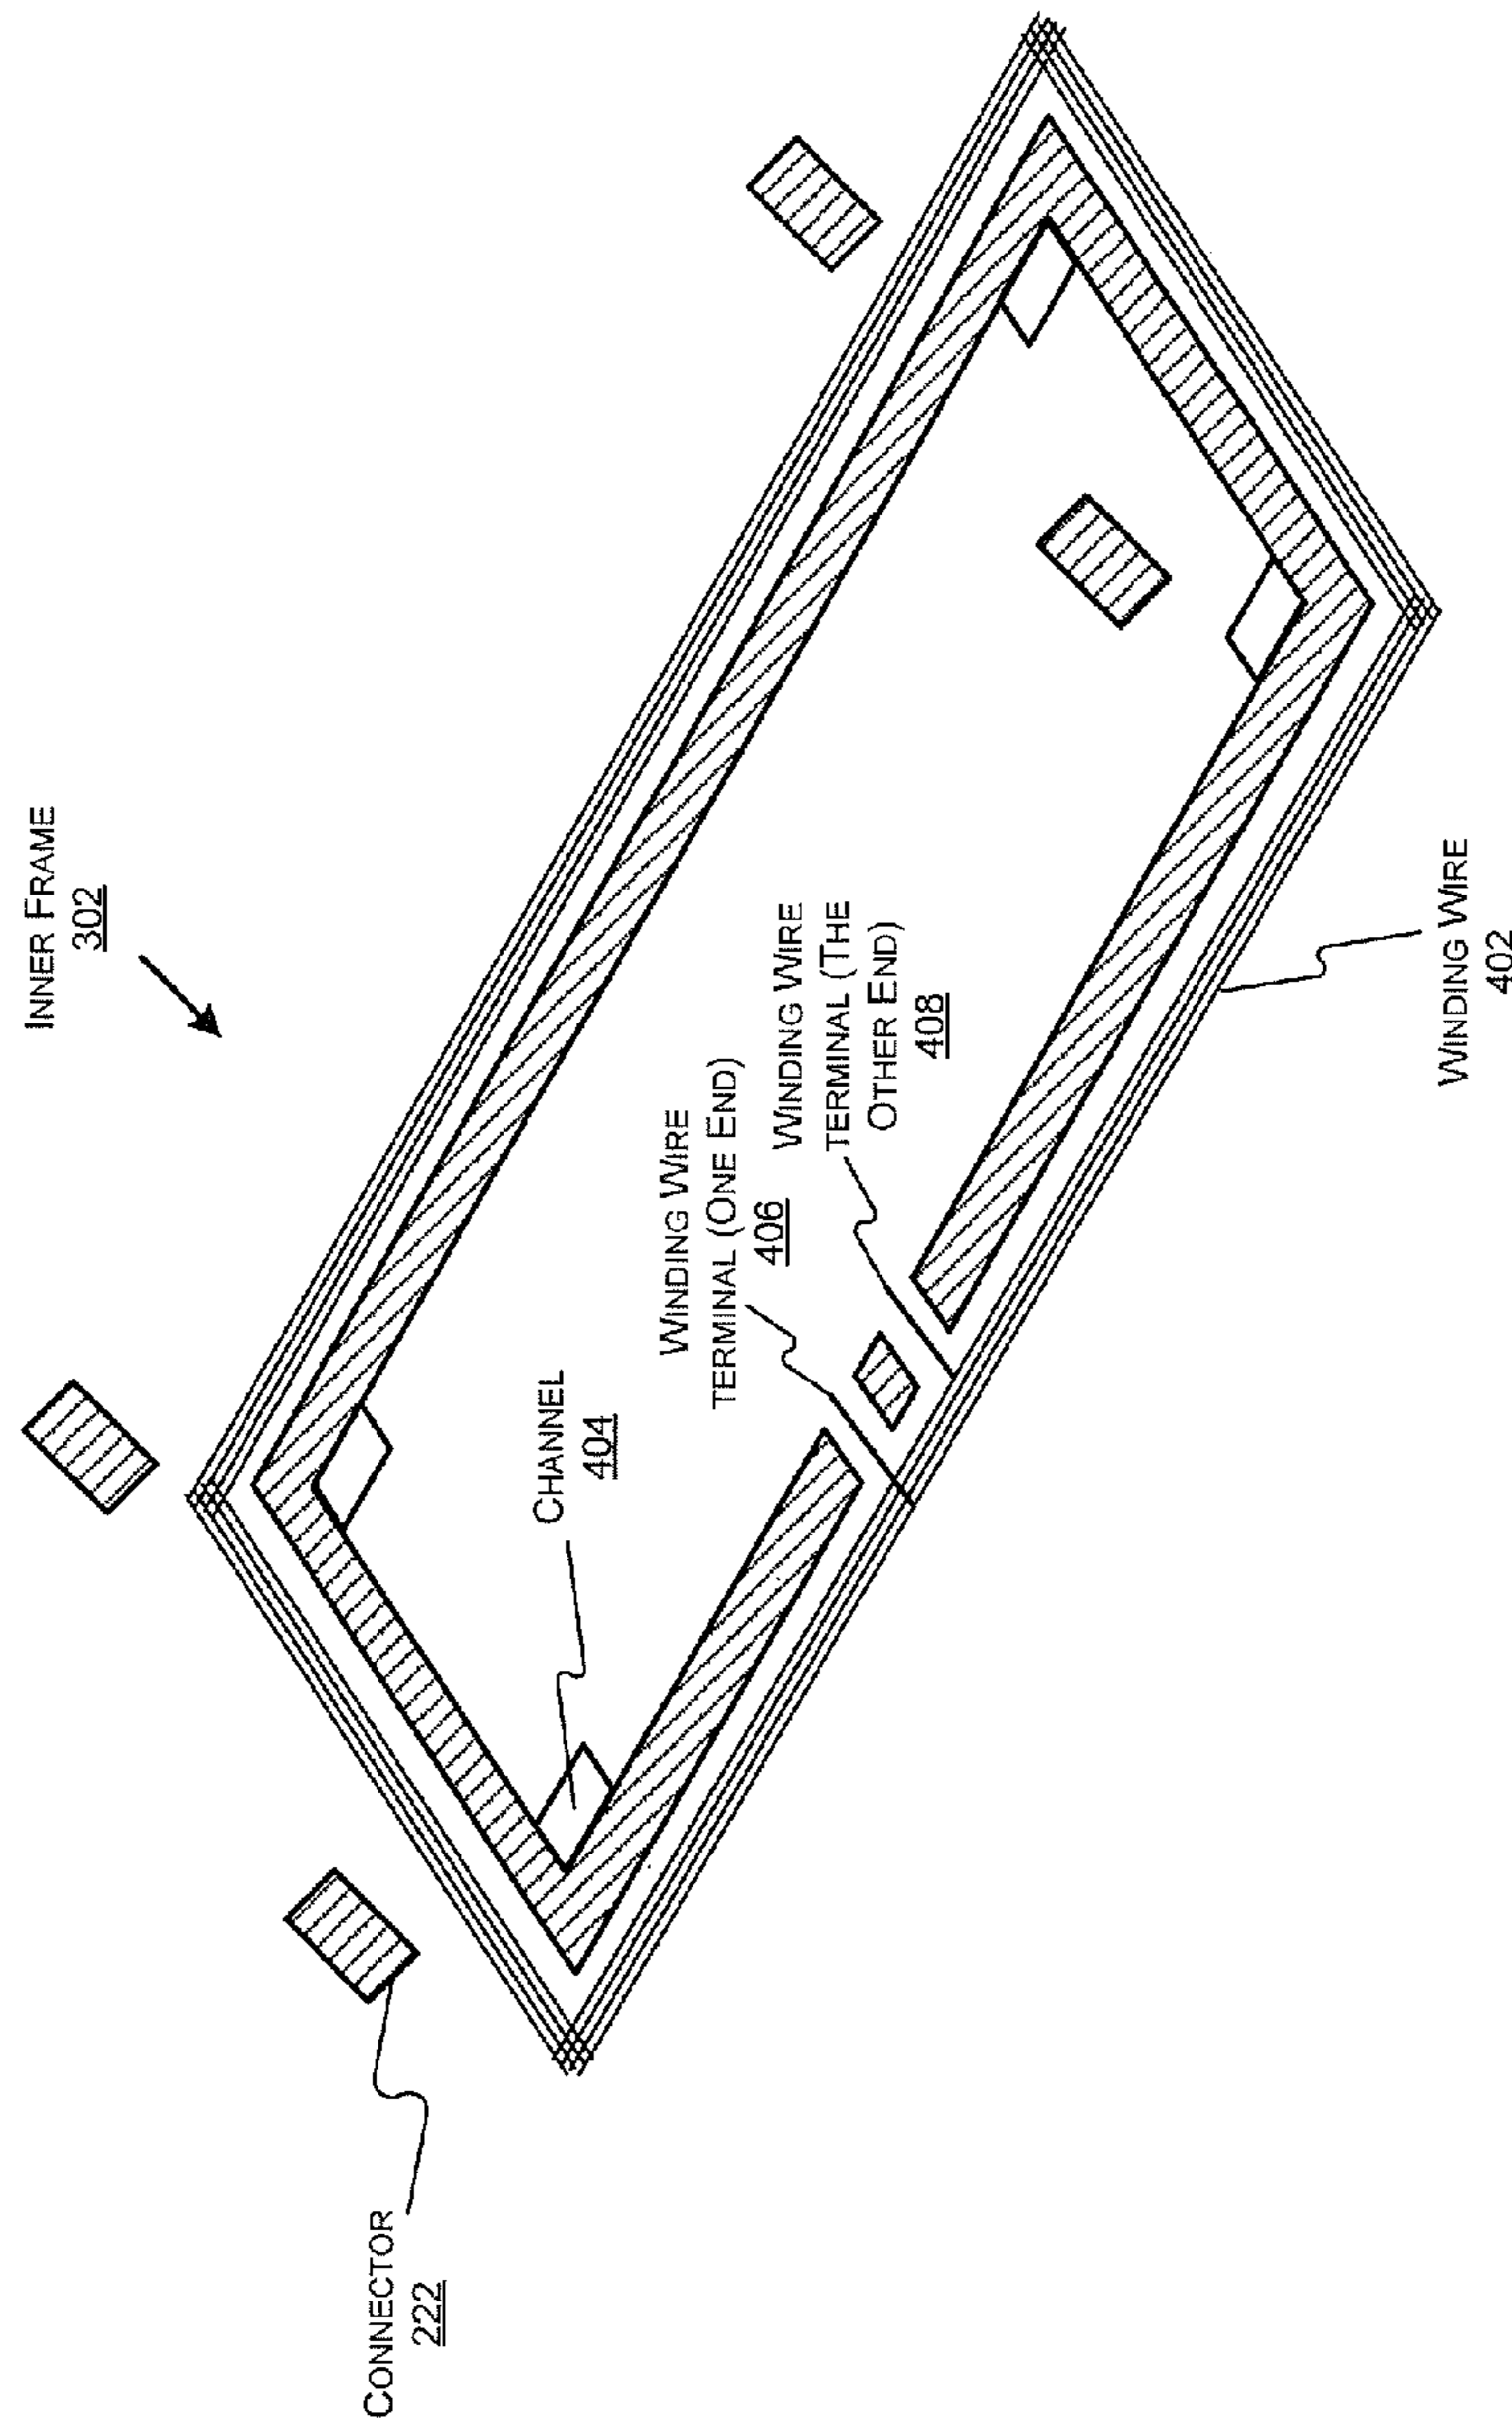 INNER FRAME
302
CONNECTOR
222
CHANNEL
404
WINDING WIRE
TERMINAL (ONE END)
406
WINDING WIRE
TERMINAL (THE
OTHER END)
408
WINDING WIRE
402